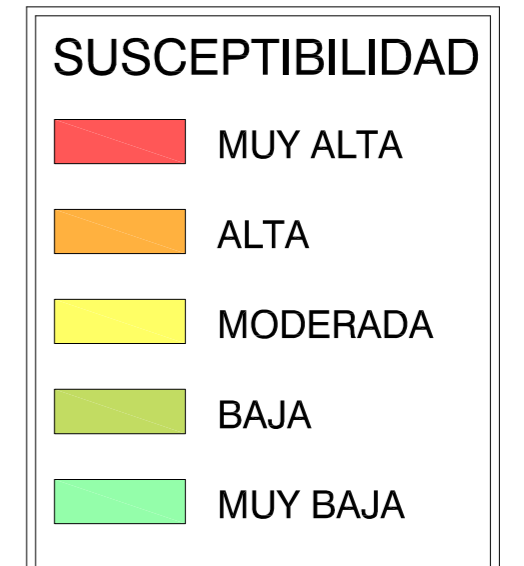 SUSCEPTIBILIDAD
MUY ALTA
ALTA
MODERADA
BAJA
MUY BAJA